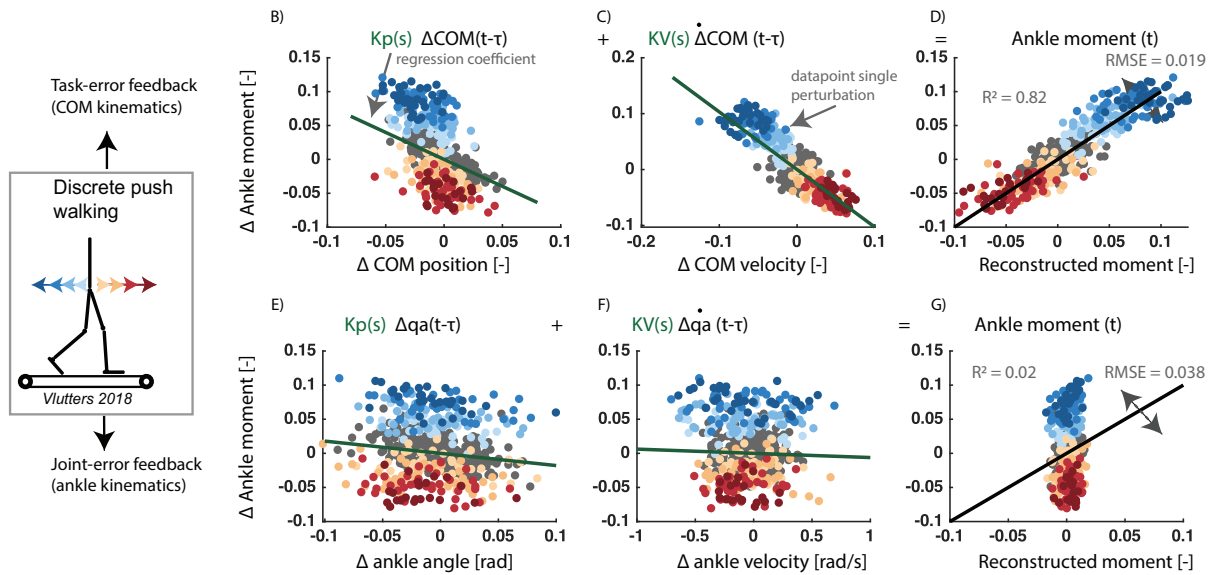 Task-error feedback
(COM kinematics)
Discrete push
walking
Vlutters 2018
Joint-error feedback
(ankle kinematics)
B)
Kp(s) ΔCOM(t-τ)
regression coefficient
Δ Ankle moment [-]
0.15
0.1
0.05
0
-0.05
-0.1
-0.1
-0.05
0
0.05
0.1
Δ COM position [-]
+
C)
KV(s) Δ̇COM (t-τ)
datapoint single
perturbation
0.2
0.1
0
-0.1
-0.2
-0.1
0
0.1
Δ COM velocity [-]
=
D)
Ankle moment (t)
RMSE = 0.019
R² = 0.82
0.15
0.1
0.05
0
-0.05
-0.1
-0.1
-0.05
0
0.05
0.1
Reconstructed moment [-]
E)
Kp(s) Δqa(t-τ)
Δ Ankle moment [-]
0.15
0.1
0.05
0
-0.05
-0.1
-0.1
-0.05
0
0.05
0.1
Δ ankle angle [rad]
+
F)
KV(s) Δq̇a (t-τ)
0.15
0.1
0.05
0
-0.05
-0.1
-1
-0.5
0
0.5
1
Δ ankle velocity [rad/s]
=
G)
Ankle moment (t)
R² = 0.02
RMSE = 0.038
0.15
0.1
0.05
0
-0.05
-0.1
-0.1
-0.05
0
0.05
0.1
Reconstructed moment [-]